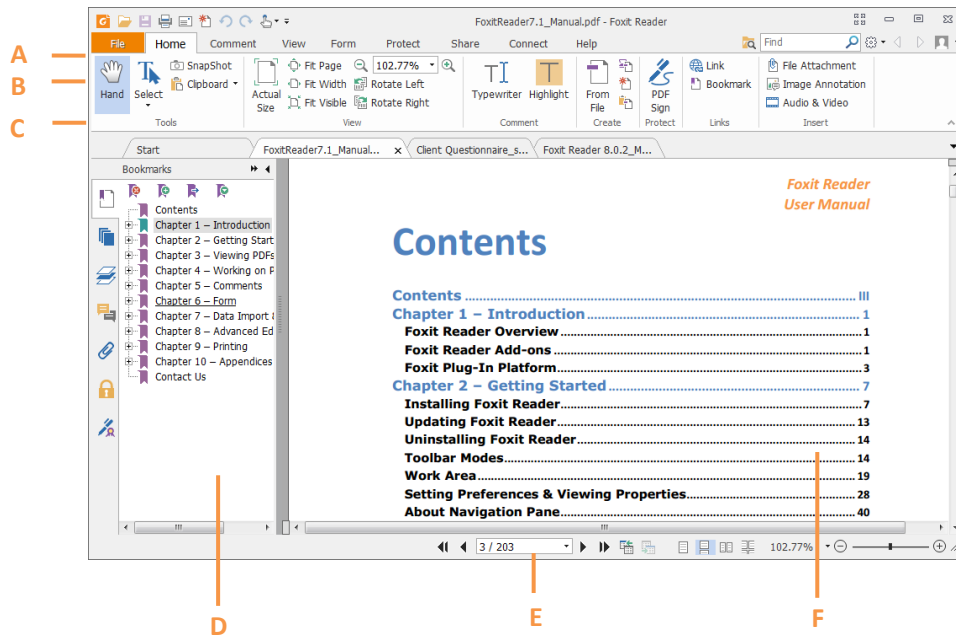 FoxitReader7.1_Manual.pdf - Foxit Reader
File Home Comment View Form Protect Share Connect Help Find
A
B
C
Hand
Select
SnapShot
Clipboard
Tools
Actual
Size
Fit Page
Fit Width
Fit Visible
102.77%
Rotate Left
Rotate Right
View
Typewriter
Highlight
Comment
From
File
Create
PDF
Sign
Protect
Link
Bookmark
Links
File Attachment
Image Annotation
Audio & Video
Insert
Start
FoxitReader7.1_Manual... x
Client Questionnaire_s...
Foxit Reader 8.0.2_M...
Bookmarks
Contents
Chapter 1 – Introduction
Chapter 2 – Getting Start
Chapter 3 – Viewing PDFs
Chapter 4 – Working on P
Chapter 5 – Comments
Chapter 6 – Form
Chapter 7 – Data Import &
Chapter 8 – Advanced Ed
Chapter 9 – Printing
Chapter 10 – Appendices
Contact Us
Foxit Reader
User Manual
Contents
Contents ........ III
Chapter 1 – Introduction ........ 1
Foxit Reader Overview ........ 1
Foxit Reader Add-ons ........ 1
Foxit Plug-In Platform ........ 3
Chapter 2 – Getting Started ........ 7
Installing Foxit Reader ........ 7
Updating Foxit Reader ........ 13
Uninstalling Foxit Reader ........ 14
Toolbar Modes ........ 14
Work Area ........ 19
Setting Preferences & Viewing Properties ........ 28
About Navigation Pane ........ 40
3 / 203
102.77%
D
E
F